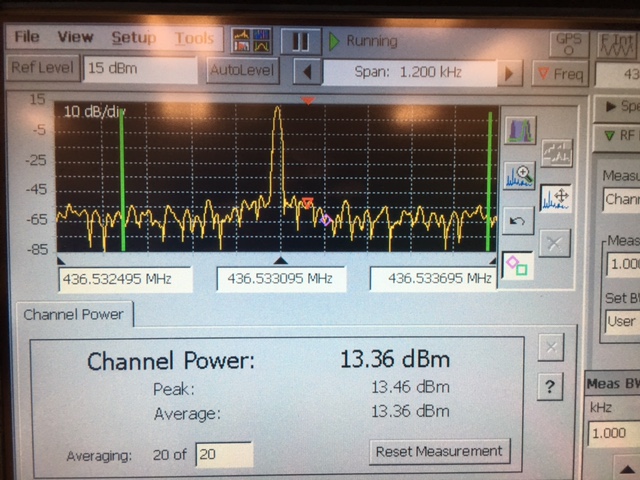 File View Setup Tools Running GPS F Int
Ref Level 15 dBm AutoLevel Span: 1.200 kHz Freq 43
15
10 dB/div
-5
-25
-45
-65
-85
436.532495 MHz 436.533095 MHz 436.533695 MHz
Channel Power
Channel Power: 13.36 dBm
Peak: 13.46 dBm
Average: 13.36 dBm
Averaging: 20 of 20 Reset Measurement
?
Spe
RF
Measu
Chan
Meas
1.00
Set BW
User
Meas BW
kHz
1.000